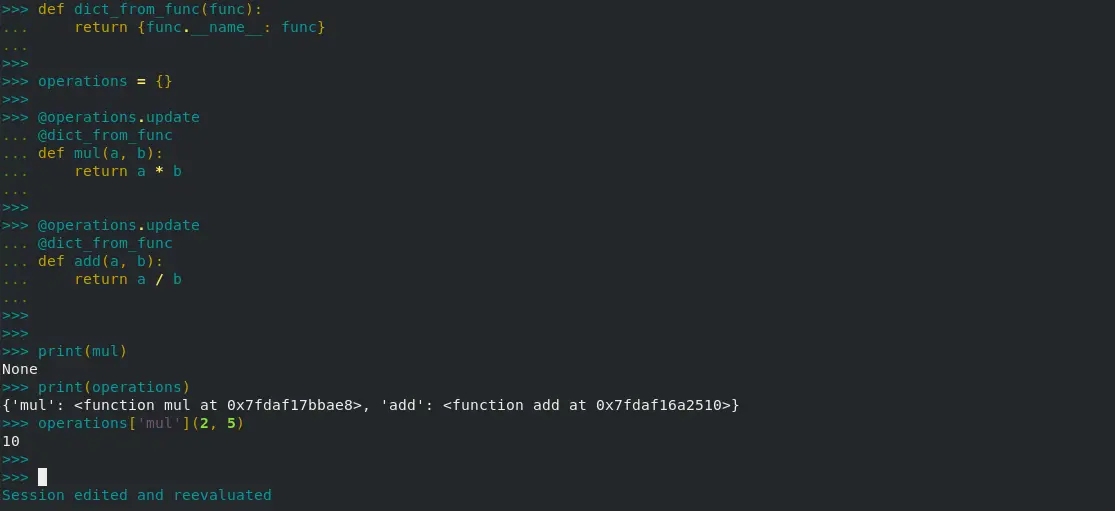 >>> def dict_from_func(func):
...     return {func.__name__: func}
...
>>>
>>> operations = {}
>>>
>>> @operations.update
... @dict_from_func
... def mul(a, b):
...     return a * b
...
>>>
>>> @operations.update
... @dict_from_func
... def add(a, b):
...     return a / b
...
>>>
>>>
>>> print(mul)
None
>>> print(operations)
{'mul': <function mul at 0x7fdaf17bbae8>, 'add': <function add at 0x7fdaf16a2510>}
>>> operations['mul'](2, 5)
10
>>>
>>>
Session edited and reevaluated